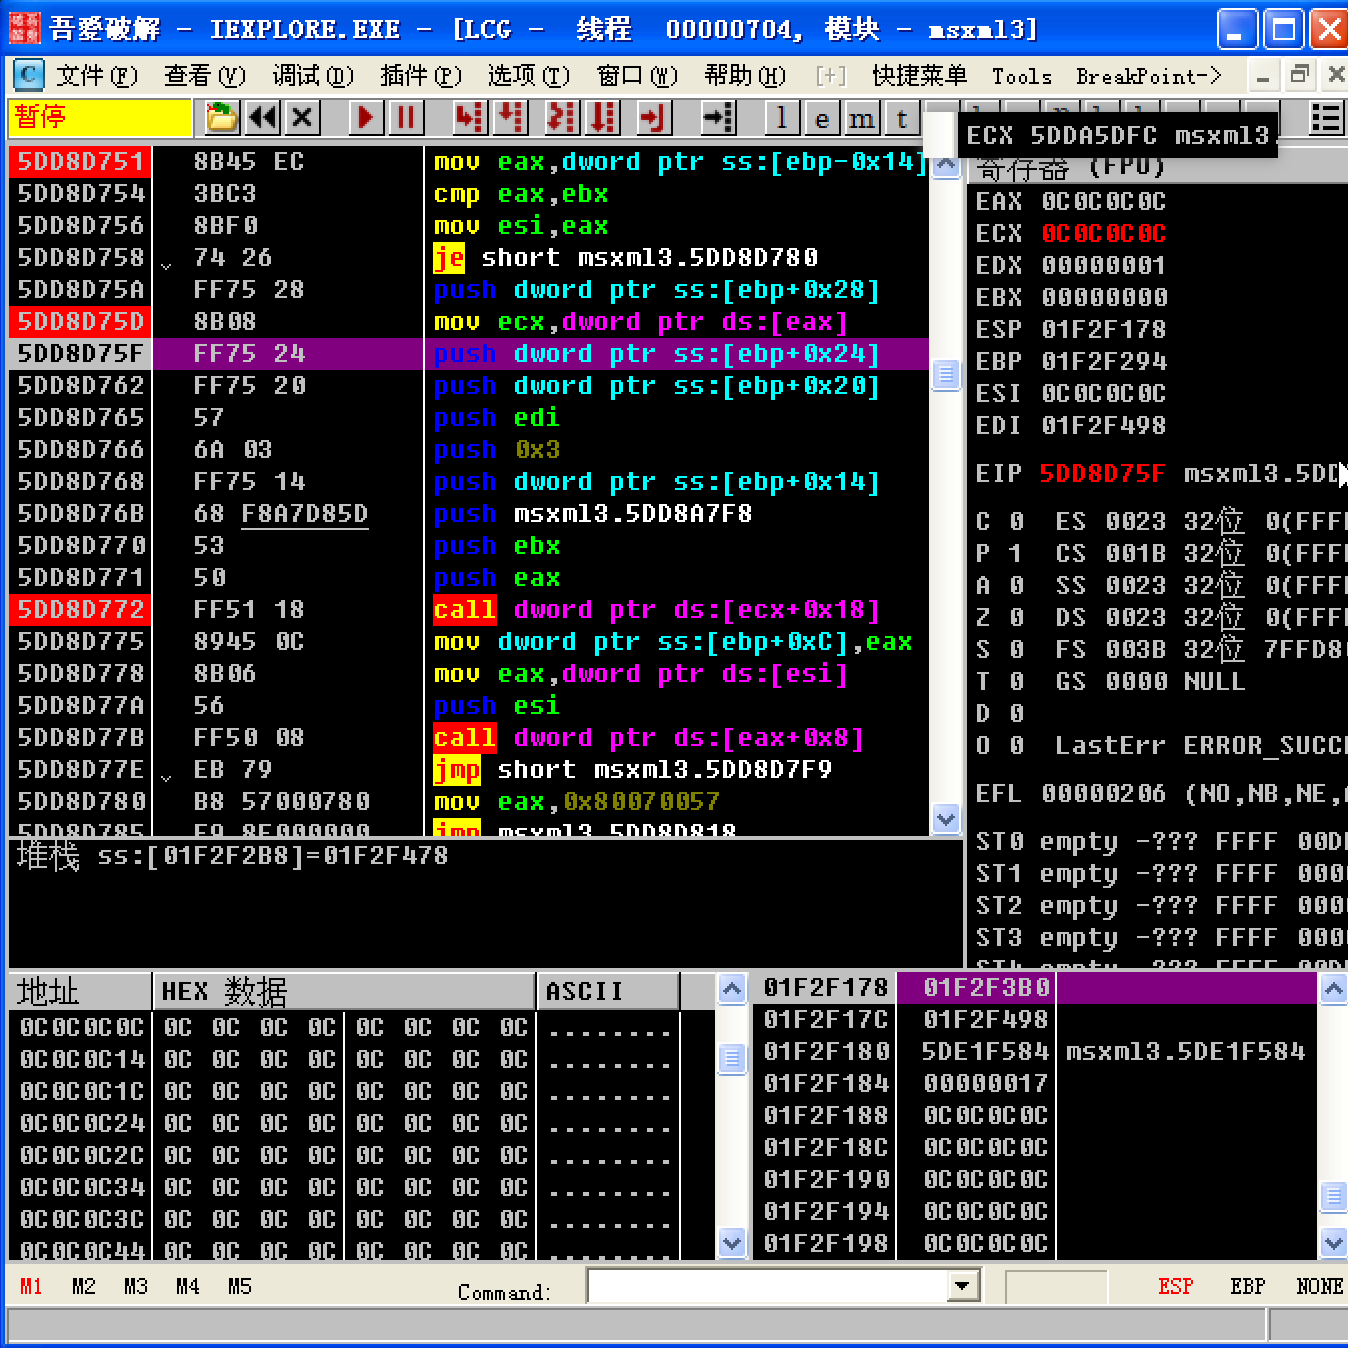 吾爱破解 - IEXPLORE.EXE - [LCG - 线程 00000704, 模块 - msxml3]
C 文件(F) 查看(V) 调试(D) 插件(P) 选项(T) 窗口(W) 帮助(H) [+] 快捷菜单 Tools BreakPoint->
暂停 l e m t
ECX 5DDA5DFC msxml3.
5DD8D751 8B45 EC mov eax,dword ptr ss:[ebp-0x14]
5DD8D754 3BC3 cmp eax,ebx
5DD8D756 8BF0 mov esi,eax
5DD8D758 74 26 je short msxml3.5DD8D780
5DD8D75A FF75 28 push dword ptr ss:[ebp+0x28]
5DD8D75D 8B08 mov ecx,dword ptr ds:[eax]
5DD8D75F FF75 24 push dword ptr ss:[ebp+0x24]
5DD8D762 FF75 20 push dword ptr ss:[ebp+0x20]
5DD8D765 57 push edi
5DD8D766 6A 03 push 0x3
5DD8D768 FF75 14 push dword ptr ss:[ebp+0x14]
5DD8D76B 68 F8A7D85D push msxml3.5DD8A7F8
5DD8D770 53 push ebx
5DD8D771 50 push eax
5DD8D772 FF51 18 call dword ptr ds:[ecx+0x18]
5DD8D775 8945 0C mov dword ptr ss:[ebp+0xC],eax
5DD8D778 8B06 mov eax,dword ptr ds:[esi]
5DD8D77A 56 push esi
5DD8D77B FF50 08 call dword ptr ds:[eax+0x8]
5DD8D77E EB 79 jmp short msxml3.5DD8D7F9
5DD8D780 B8 57000780 mov eax,0x80070057
5DD8D785 E9 8E000000 jmp msxml3.5DD8D818
寄存器 (FPU)
EAX 0C0C0C0C
ECX 0C0C0C0C
EDX 00000001
EBX 00000000
ESP 01F2F178
EBP 01F2F294
ESI 0C0C0C0C
EDI 01F2F498
EIP 5DD8D75F msxml3.5DD
C 0 ES 0023 32位 0(FFF
P 1 CS 001B 32位 0(FFF
A 0 SS 0023 32位 0(FFF
Z 0 DS 0023 32位 0(FFF
S 0 FS 003B 32位 7FFD8
T 0 GS 0000 NULL
D 0
O 0 LastErr ERROR_SUCC
EFL 00000206 (NO,NB,NE,
ST0 empty -??? FFFF 00D
ST1 empty -??? FFFF 000
ST2 empty -??? FFFF 000
ST3 empty -??? FFFF 000
ST4 empty -??? FFFF 00D
堆栈 ss:[01F2F2B8]=01F2F478
地址 HEX 数据 ASCII
0C0C0C0C 0C 0C 0C 0C 0C 0C 0C 0C ........
0C0C0C14 0C 0C 0C 0C 0C 0C 0C 0C ........
0C0C0C1C 0C 0C 0C 0C 0C 0C 0C 0C ........
0C0C0C24 0C 0C 0C 0C 0C 0C 0C 0C ........
0C0C0C2C 0C 0C 0C 0C 0C 0C 0C 0C ........
0C0C0C34 0C 0C 0C 0C 0C 0C 0C 0C ........
0C0C0C3C 0C 0C 0C 0C 0C 0C 0C 0C ........
0C0C0C44 0C 0C 0C 0C 0C 0C 0C 0C ........
01F2F178 01F2F3B0
01F2F17C 01F2F498
01F2F180 5DE1F584 msxml3.5DE1F584
01F2F184 00000017
01F2F188 0C0C0C0C
01F2F18C 0C0C0C0C
01F2F190 0C0C0C0C
01F2F194 0C0C0C0C
01F2F198 0C0C0C0C
M1 M2 M3 M4 M5 Command: ESP EBP NONE